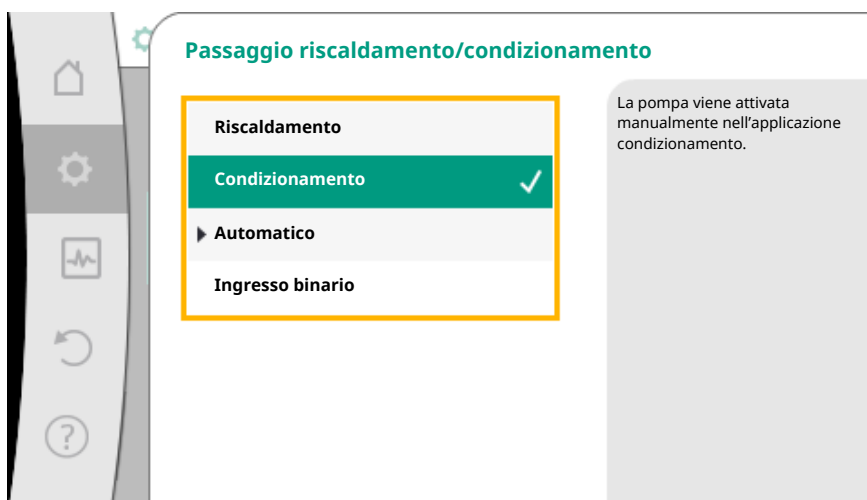 Passaggio riscaldamento/condizionamento
Riscaldamento
Condizionamento
Automatico
Ingresso binario
La pompa viene attivata
manualmente nell'applicazione
condizionamento.
?